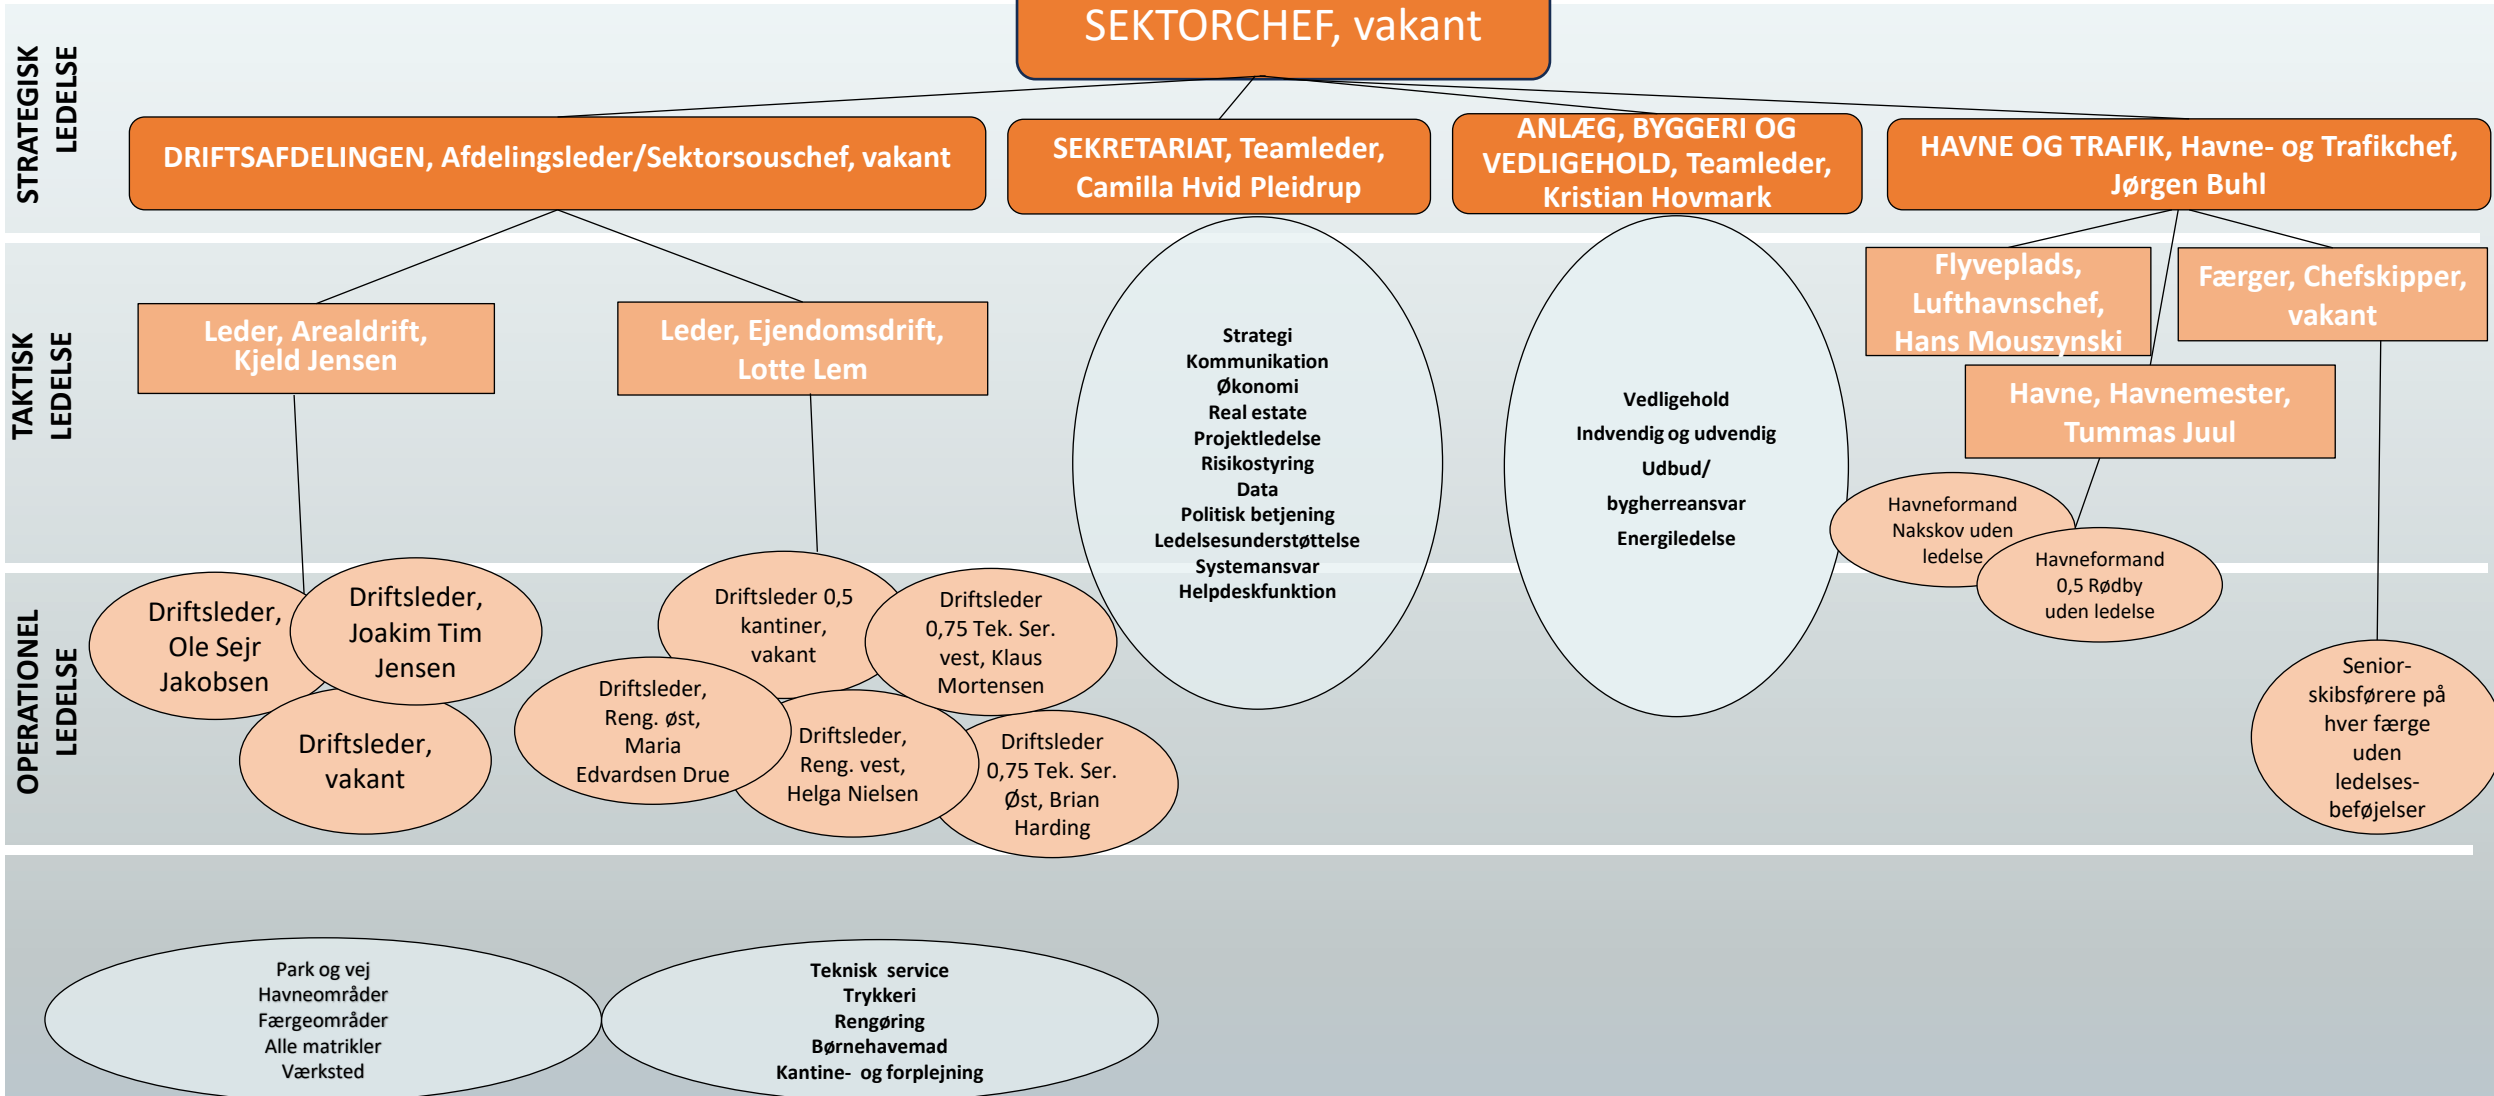 SEKTORCHEF, vakant
STRATEGISK
LEDELSE
DRIFTSAFDELINGEN, Afdelingsleder/Sektorsouschef, vakant
SEKRETARIAT, Teamleder,
Camilla Hvid Pleidrup
ANLÆG, BYGGERI OG
VEDLIGEHOLD, Teamleder,
Kristian Hovmark
HAVNE OG TRAFIK, Havne- og Trafikchef,
Jørgen Buhl
TAKTISK
LEDELSE
Leder, Arealdrift,
Kjeld Jensen
Leder, Ejendomsdrift,
Lotte Lem
Strategi
Kommunikation
Økonomi
Real estate
Projektledelse
Risikostyring
Data
Politisk betjening
Ledelsesunderstøttelse
Systemansvar
Helpdeskfunktion
Vedligehold
Indvendig og udvendig
Udbud/
bygherreansvar
Energiledelse
Flyveplads,
Lufthavnschef,
Hans Mouszynski
Færger, Chefskipper,
vakant
Havne, Havnemester,
Tummas Juul
Havneformand
Nakskov uden
ledelse
Havneformand
0,5 Rødby
uden ledelse
OPERATIONEL
LEDELSE
Driftsleder,
Ole Sejr
Jakobsen
Driftsleder,
Joakim Tim
Jensen
Driftsleder,
vakant
Driftsleder 0,5
kantiner,
vakant
Driftsleder
0,75 Tek. Ser.
vest, Klaus
Mortensen
Driftsleder,
Reng. øst,
Maria
Edvardsen Drue
Driftsleder,
Reng. vest,
Helga Nielsen
Driftsleder
0,75 Tek. Ser.
Øst, Brian
Harding
Senior-
skibsførere på
hver færge
uden
ledelses-
beføjelser
Park og vej
Havneområder
Færgeområder
Alle matrikler
Værksted
Teknisk service
Trykkeri
Rengøring
Børnehavemad
Kantine- og forplejning